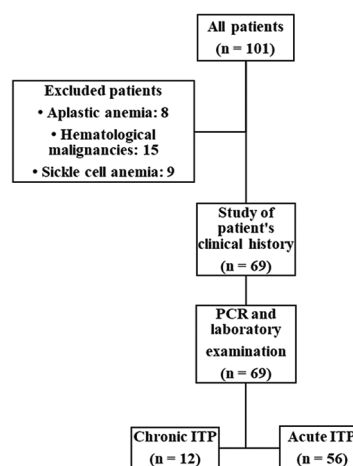 All patients
(n = 101)
Excluded patients
• Aplastic anemia: 8
• Hematological
malignancies: 15
• Sickle cell anemia: 9
Study of
patient's
clinical history
(n = 69)
PCR and
laboratory
examination
(n = 69)
Chronic ITP
(n = 12)
Acute ITP
(n = 56)